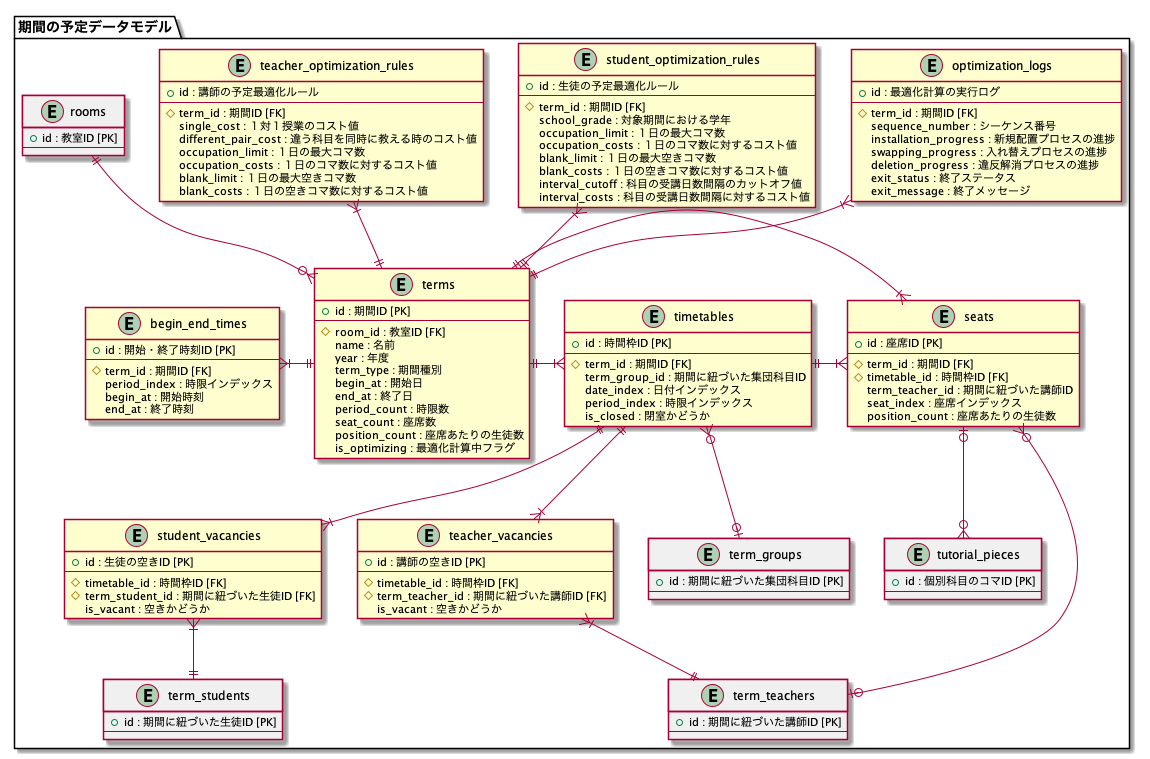 期間の予定データモデル
E rooms
id : 教室ID [PK]
E teacher_optimization_rules
id : 講師の予定最適化ルール
term_id : 期間ID [FK]
single_cost : １対１授業のコスト値
different_pair_cost : 違う科目を同時に教える時のコスト値
occupation_limit : １日の最大コマ数
occupation_costs : １日のコマ数に対するコスト値
blank_limit : １日の最大空きコマ数
blank_costs : １日の空きコマ数に対するコスト値
E student_optimization_rules
id : 生徒の予定最適化ルール
term_id : 期間ID [FK]
school_grade : 対象期間における学年
occupation_limit : １日の最大コマ数
occupation_costs : １日のコマ数に対するコスト値
blank_limit : １日の最大空きコマ数
blank_costs : １日の空きコマ数に対するコスト値
interval_cutoff : 科目の受講日数間隔のカットオフ値
interval_costs : 科目の受講日数間隔に対するコスト値
E optimization_logs
id : 最適化計算の実行ログ
term_id : 期間ID [FK]
sequence_number : シーケンス番号
installation_progress : 新規配置プロセスの進捗
swapping_progress : 入れ替えプロセスの進捗
deletion_progress : 違反解消プロセスの進捗
exit_status : 終了ステータス
exit_message : 終了メッセージ
E begin_end_times
id : 開始・終了時刻ID [PK]
term_id : 期間ID [FK]
period_index : 時限インデックス
begin_at : 開始時刻
end_at : 終了時刻
E terms
id : 期間ID [PK]
room_id : 教室ID [FK]
name : 名前
year : 年度
term_type : 期間種別
begin_at : 開始日
end_at : 終了日
period_count : 時限数
seat_count : 座席数
position_count : 座席あたりの生徒数
is_optimizing : 最適化計算中フラグ
E timetables
id : 時間枠ID [PK]
term_id : 期間ID [FK]
term_group_id : 期間に紐づいた集団科目ID
date_index : 日付インデックス
period_index : 時限インデックス
is_closed : 閉室かどうか
E seats
id : 座席ID [PK]
term_id : 期間ID [FK]
timetable_id : 時間枠ID [FK]
term_teacher_id : 期間に紐づいた講師ID
seat_index : 座席インデックス
position_count : 座席あたりの生徒数
E student_vacancies
id : 生徒の空きID [PK]
timetable_id : 時間枠ID [FK]
term_student_id : 期間に紐づいた生徒ID [FK]
is_vacant : 空きかどうか
E teacher_vacancies
id : 講師の空きID [PK]
timetable_id : 時間枠ID [FK]
term_teacher_id : 期間に紐づいた講師ID [FK]
is_vacant : 空きかどうか
E term_groups
id : 期間に紐づいた集団科目ID [PK]
E tutorial_pieces
id : 個別科目のコマID [PK]
E term_students
id : 期間に紐づいた生徒ID [PK]
E term_teachers
id : 期間に紐づいた講師ID [PK]